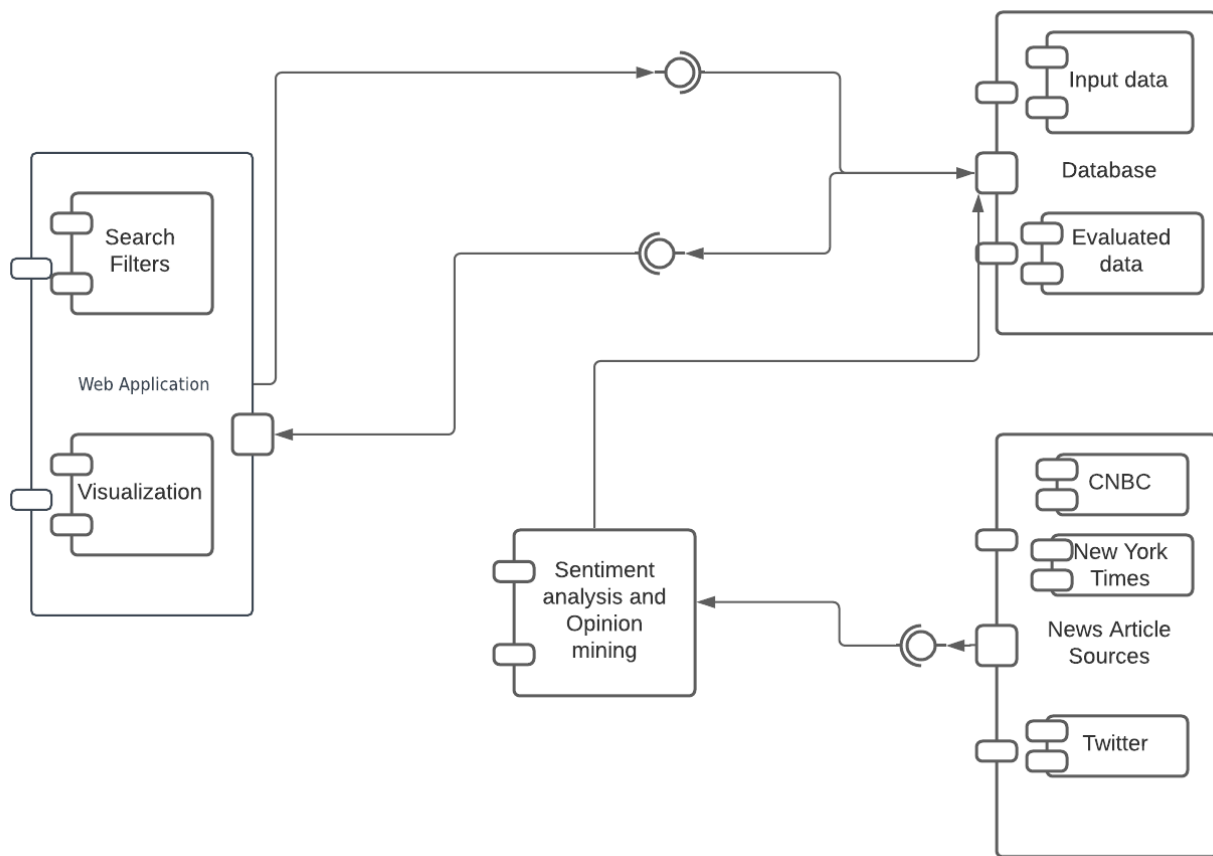 Input data
Database
Evaluated
data
Search
Filters
Web Application
Visualization
CNBC
New York
Times
News Article
Sources
Twitter
Sentiment
analysis and
Opinion
mining